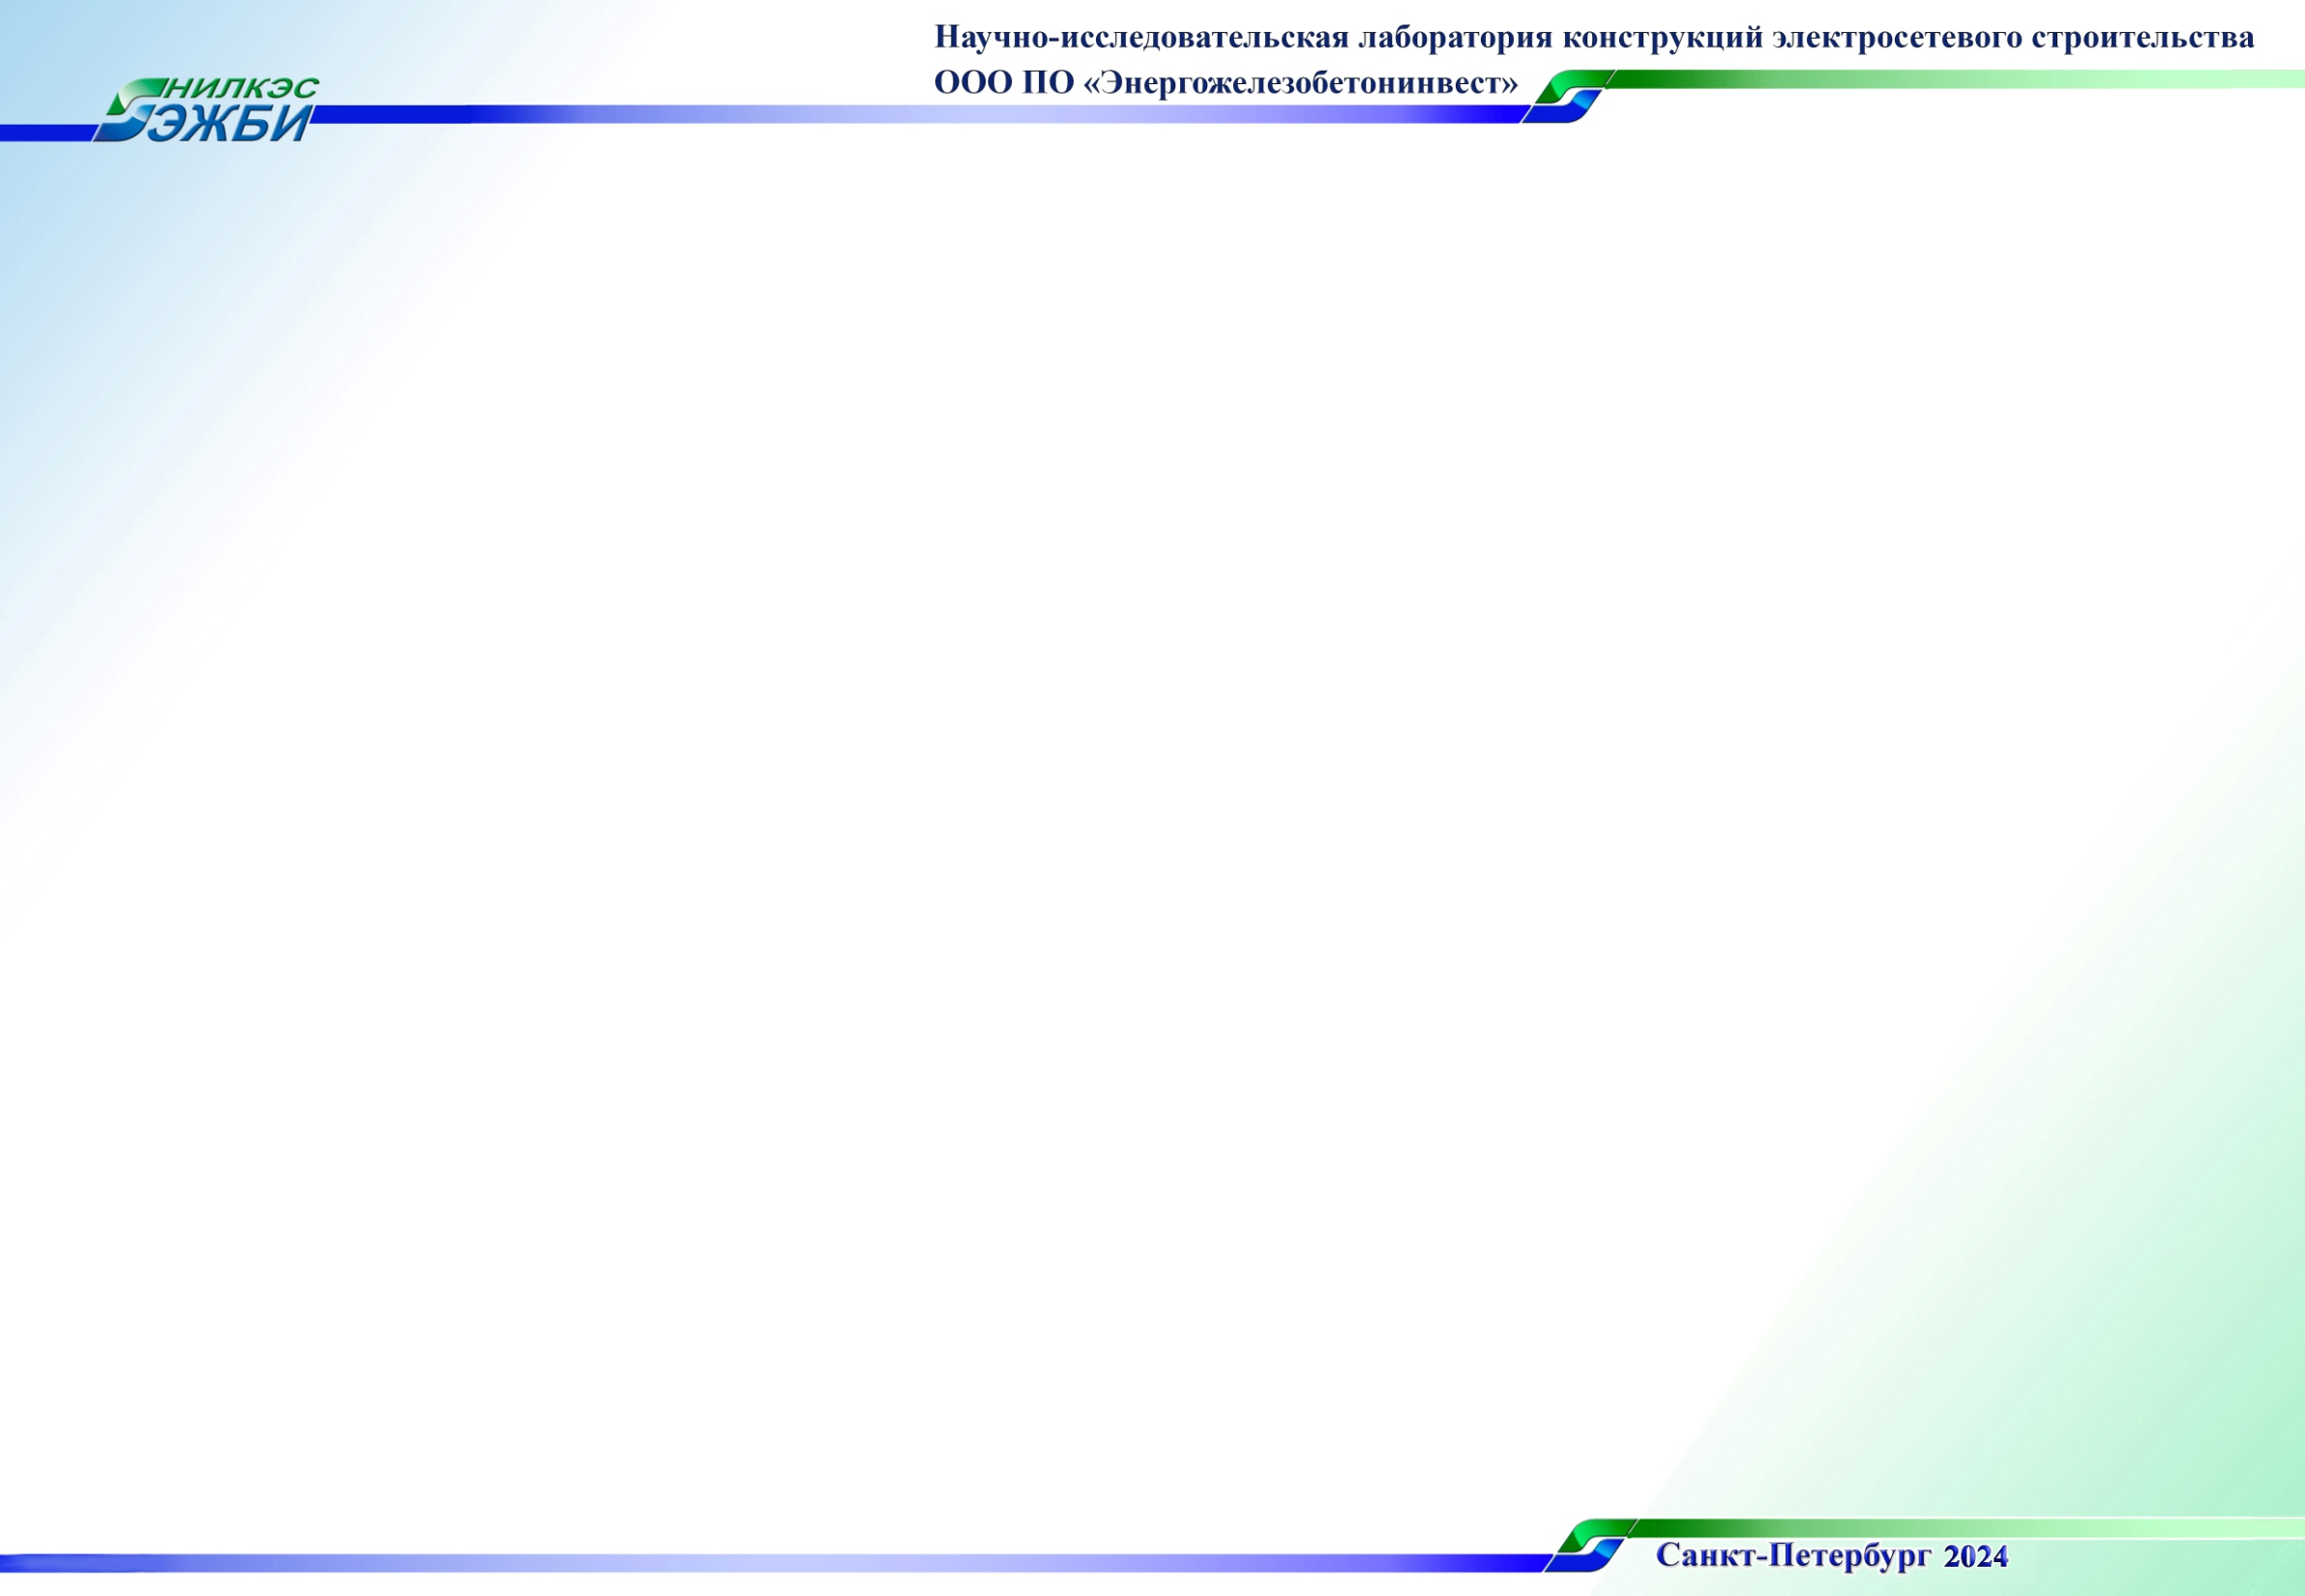 Научно-исследовательская лаборатория конструкций электросетевого строительства
ООО ПО «Энергожелезобетонинвест»
НИЛКЭС
ЭЖБИ
Санкт-Петербург 2024